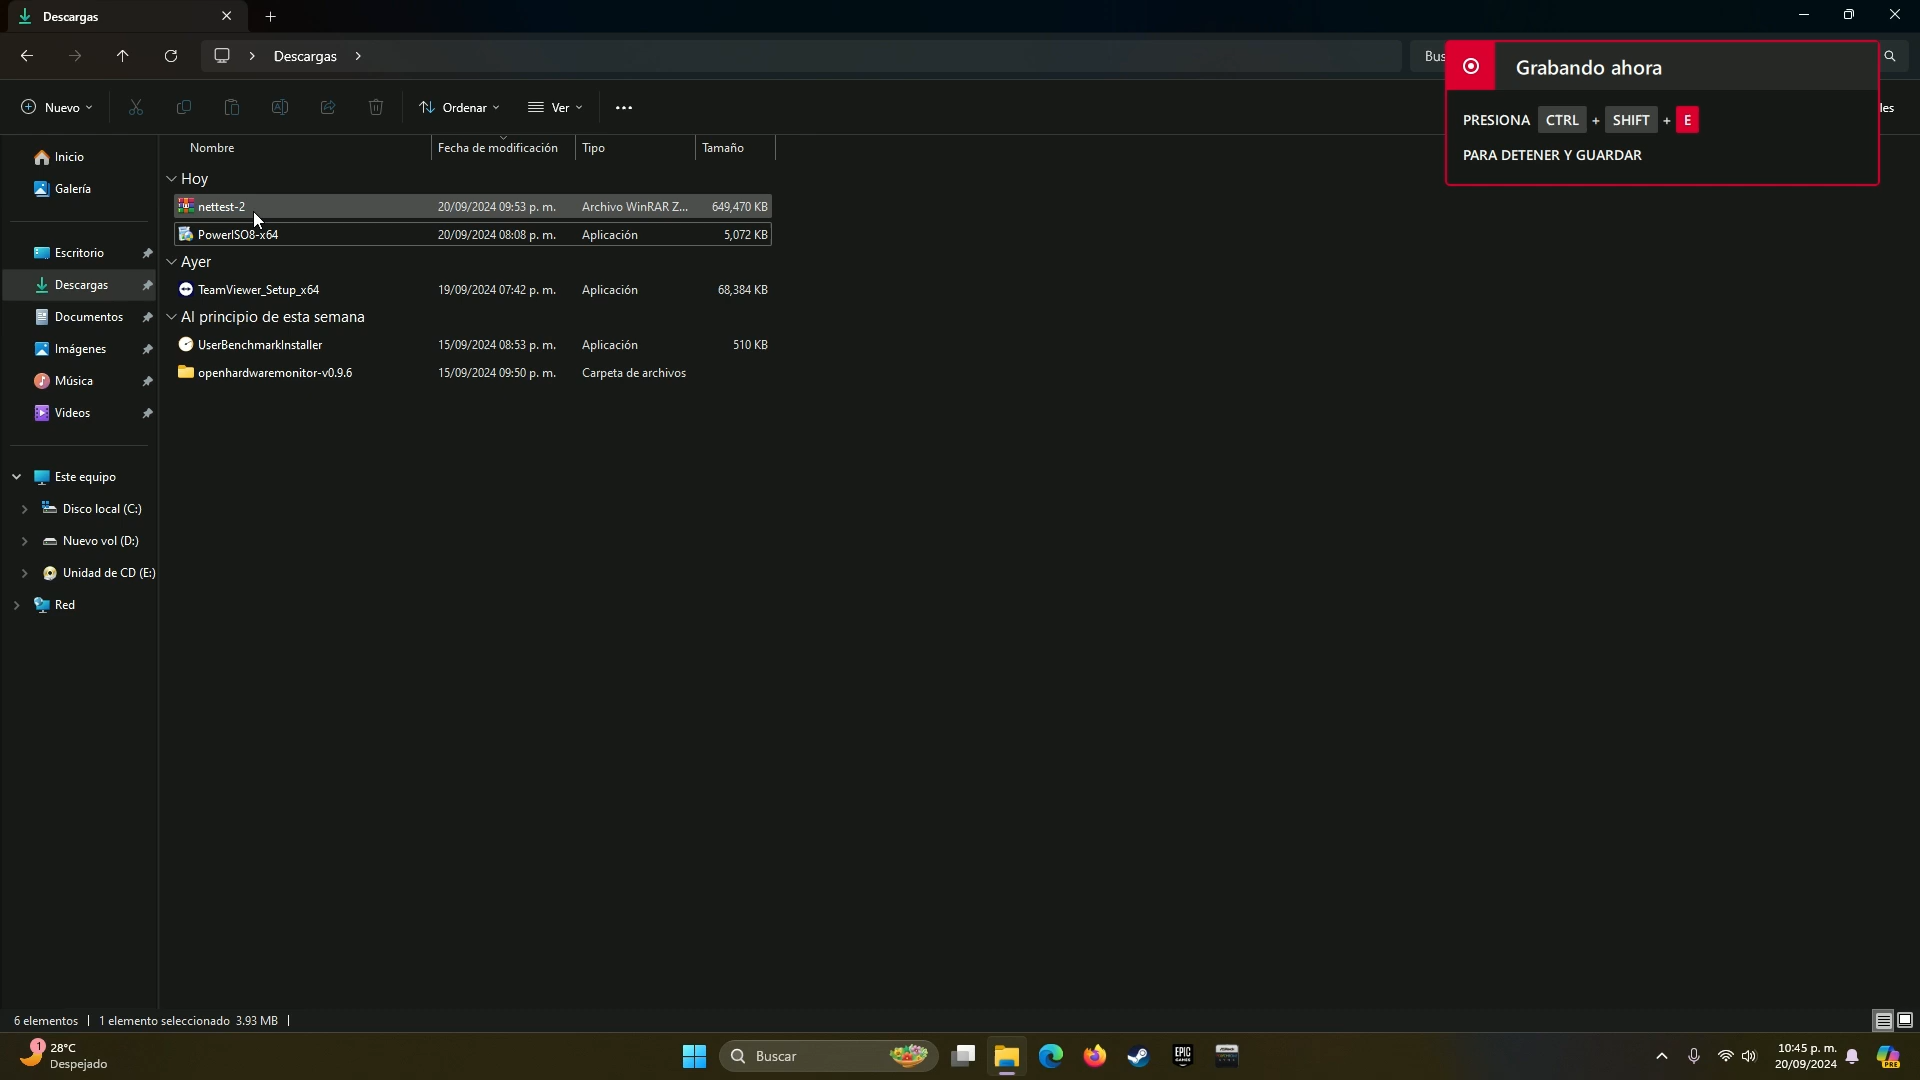 Descargas
Descargas
Bus
Grabando ahora
Nuevo
Ordenar
Ver
les
PRESIONA CTRL + SHIFT + E
PARA DETENER Y GUARDAR
Nombre Fecha de modificación Tipo Tamaño
Inicio
Galería
Escritorio
Descargas
Documentos
Imágenes
Música
Videos
Este equipo
Disco local (C:)
Nuevo vol (D:)
Unidad de CD (E:)
Red
Hoy
nettest-2 20/09/2024 09:53 p. m. Archivo WinRAR Z... 649,470 KB
PowerISO8-x64 20/09/2024 08:08 p. m. Aplicación 5,072 KB
Ayer
TeamViewer_Setup_x64 19/09/2024 07:42 p. m. Aplicación 68,384 KB
Al principio de esta semana
UserBenchmarkInstaller 15/09/2024 08:53 p. m. Aplicación 510 KB
openhardwaremonitor-v0.9.6 15/09/2024 09:50 p. m. Carpeta de archivos
6 elementos 1 elemento seleccionado 3.93 MB
1
28°C
Despejado
Buscar
EPIC
GAMES
10:45 p. m.
20/09/2024
PRE